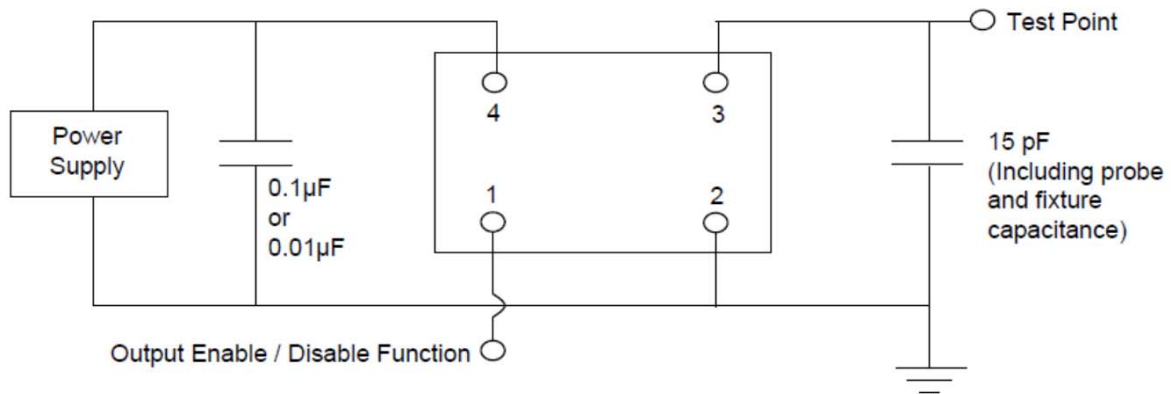 Test Point
Power
Supply
4
3
0.1µF
or
0.01µF
1
2
15 pF
(Including probe
and fixture
capacitance)
Output Enable / Disable Function